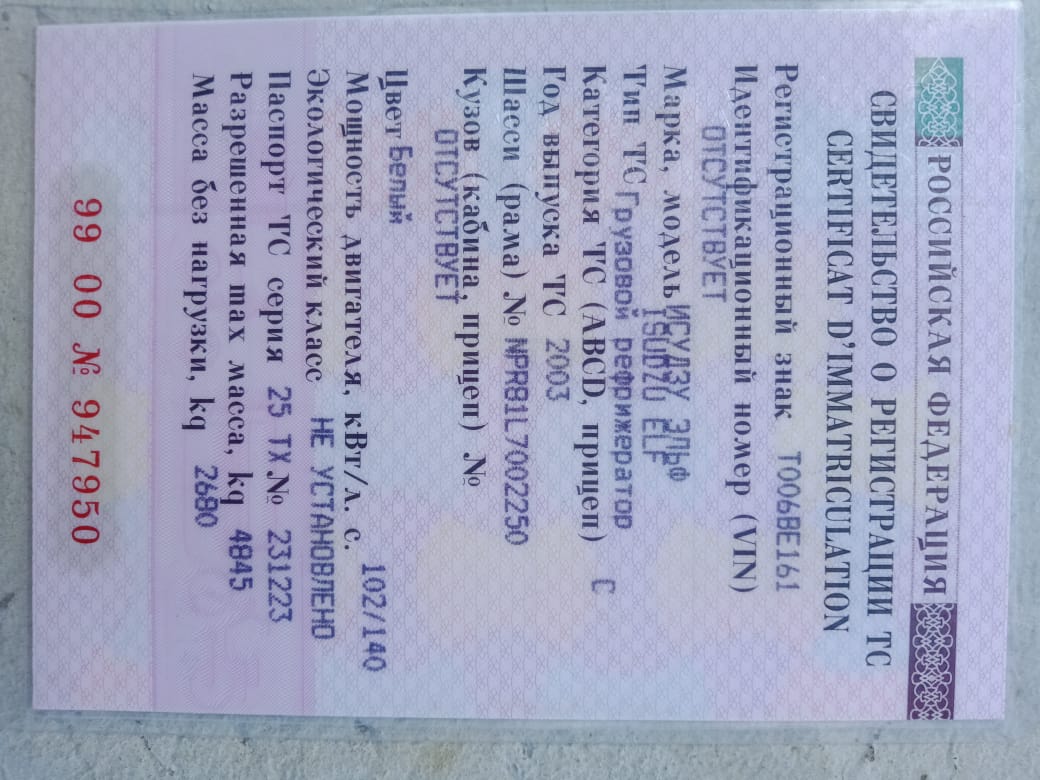 РОССИЙСКАЯ ФЕДЕРАЦИЯ
СВИДЕТЕЛЬСТВО О РЕГИСТРАЦИИ ТС
CERTIFICAT D'IMMATRICULATION
Регистрационный знак Т006ВЕ161
Идентификационный номер (VIN)
ОТСУТСТВУЕТ
Марка, модель ИСУДЗУ ЭЛЬФ
ISUDZU ELF
Тип ТС Грузовой рефрижератор
Категория ТС (ABCD, прицеп) C
Год выпуска ТС 2003
Шасси (рама) № NPR81L7002250
Кузов (кабина, прицеп) №
ОТСУТСТВУЕТ
Цвет Белый
Мощность двигателя, кВт/л. с. 102/140
Экологический класс НЕ УСТАНОВЛЕНО
Паспорт ТС серия 25 ТХ № 231223
Разрешенная max масса, kg 4845
Масса без нагрузки, kg 2680
99 00 № 947950